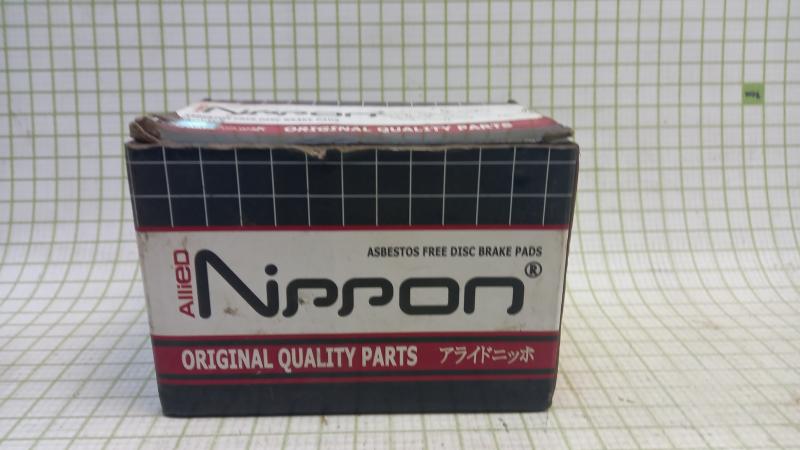 Nippon
ORIGINAL QUALITY PARTS
ASBESTOS FREE DISC BRAKE PADS
Allied Nippon®
ORIGINAL QUALITY PARTS アライドニッポ